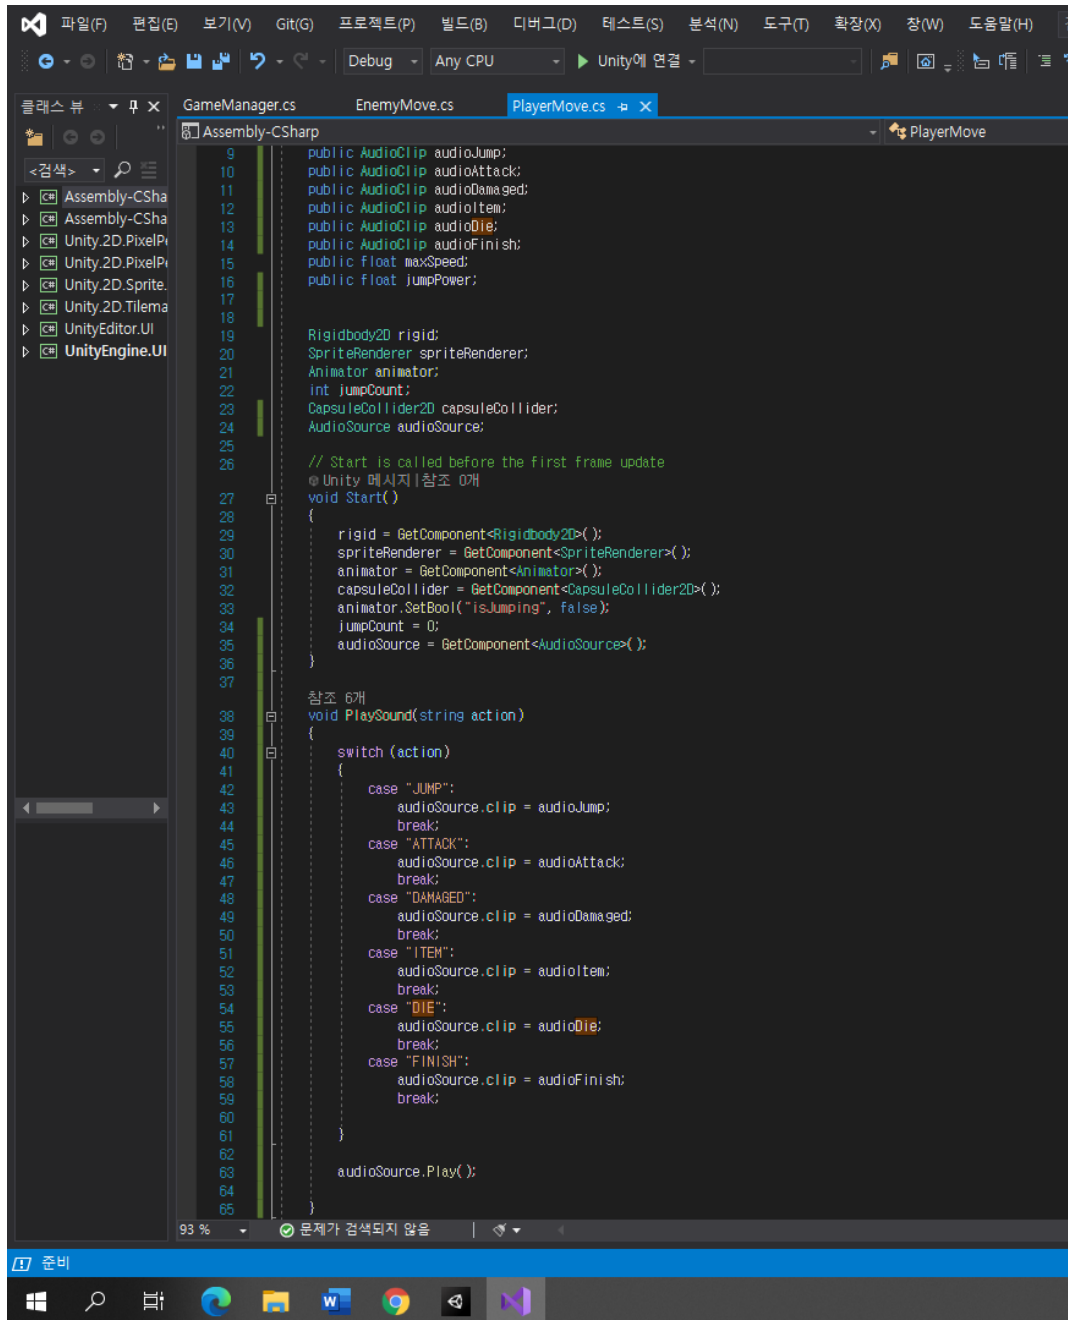 파일(F) 편집(E) 보기(V) Git(G) 프로젝트(P) 빌드(B) 디버그(D) 테스트(S) 분석(N) 도구(T) 확장(X) 창(W) 도움말(H)
Debug Any CPU Unity에 연결
클래스 뷰 GameManager.cs EnemyMove.cs PlayerMove.cs
Assembly-CSharp PlayerMove
<검색>
Assembly-CSha
Assembly-CSha
Unity.2D.PixelPe
Unity.2D.PixelPe
Unity.2D.Sprite.
Unity.2D.Tilema
UnityEditor.UI
UnityEngine.UI
9 public AudioClip audioJump;
10 public AudioClip audioAttack;
11 public AudioClip audioDamaged;
12 public AudioClip audioItem;
13 public AudioClip audioDie;
14 public AudioClip audioFinish;
15 public float maxSpeed;
16 public float jumpPower;
17
18
19 Rigidbody2D rigid;
20 SpriteRenderer spriteRenderer;
21 Animator animator;
22 int jumpCount;
23 CapsuleCollider2D capsuleCollider;
24 AudioSource audioSource;
25
26 // Start is called before the first frame update
Unity 메시지|참조 0개
27 void Start()
28 {
29 rigid = GetComponent<Rigidbody2D>();
30 spriteRenderer = GetComponent<SpriteRenderer>();
31 animator = GetComponent<Animator>();
32 capsuleCollider = GetComponent<CapsuleCollider2D>();
33 animator.SetBool("isJumping", false);
34 jumpCount = 0;
35 audioSource = GetComponent<AudioSource>();
36 }
37
참조 6개
38 void PlaySound(string action)
39 {
40 switch (action)
41 {
42 case "JUMP":
43 audioSource.clip = audioJump;
44 break;
45 case "ATTACK":
46 audioSource.clip = audioAttack;
47 break;
48 case "DAMAGED":
49 audioSource.clip = audioDamaged;
50 break;
51 case "ITEM":
52 audioSource.clip = audioItem;
53 break;
54 case "DIE":
55 audioSource.clip = audioDie;
56 break;
57 case "FINISH":
58 audioSource.clip = audioFinish;
59 break;
60
61 }
62
63 audioSource.Play();
64
65 }
93 % 문제가 검색되지 않음
준비